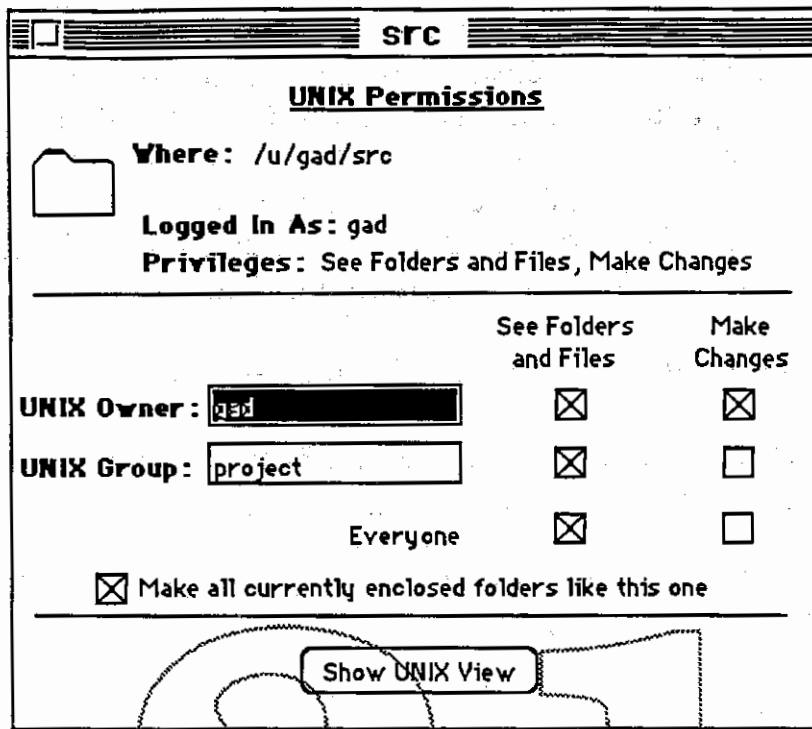 src
UNIX Permissions
Where: /u/gad/src
Logged In As: gad
Privileges: See Folders and Files, Make Changes
See Folders and Files
Make Changes
UNIX Owner: gad
UNIX Group: project
Everyone
Make all currently enclosed folders like this one
Show UNIX View